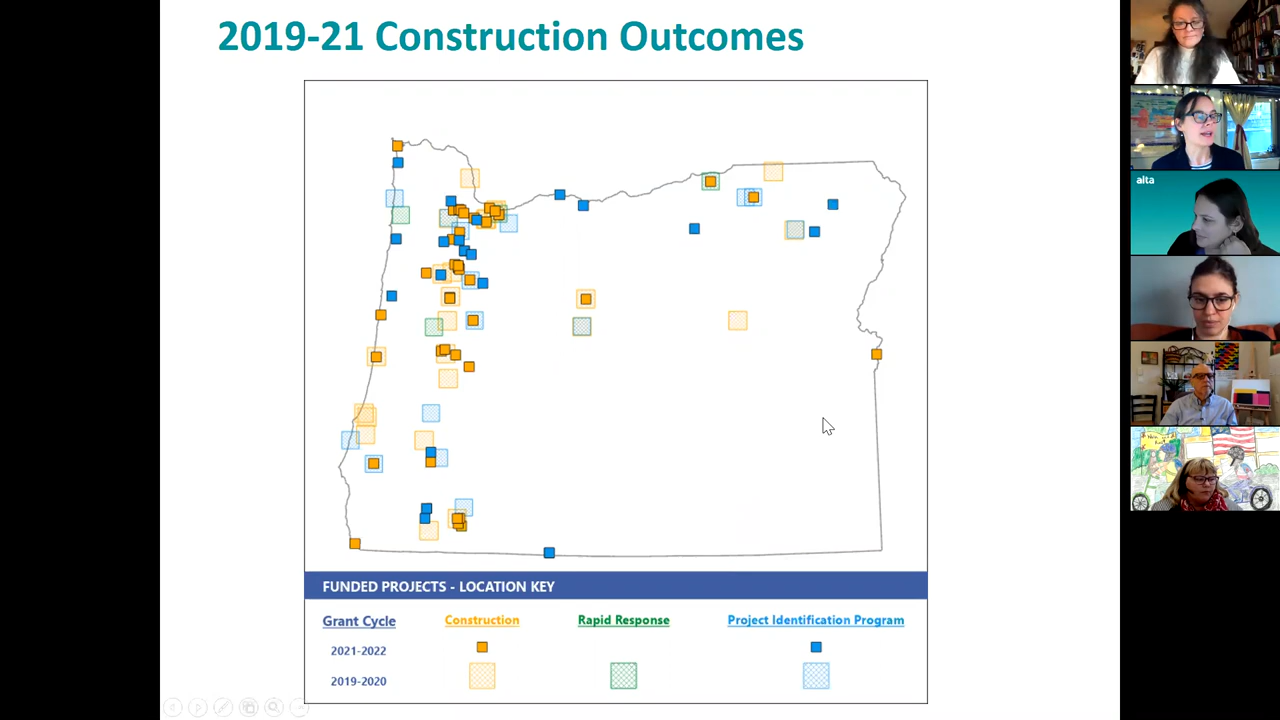 2019-21 Construction Outcomes
alta
FUNDED PROJECTS - LOCATION KEY
Grant Cycle
Construction
Rapid Response
Project Identification Program
2021-2022
2019-2020